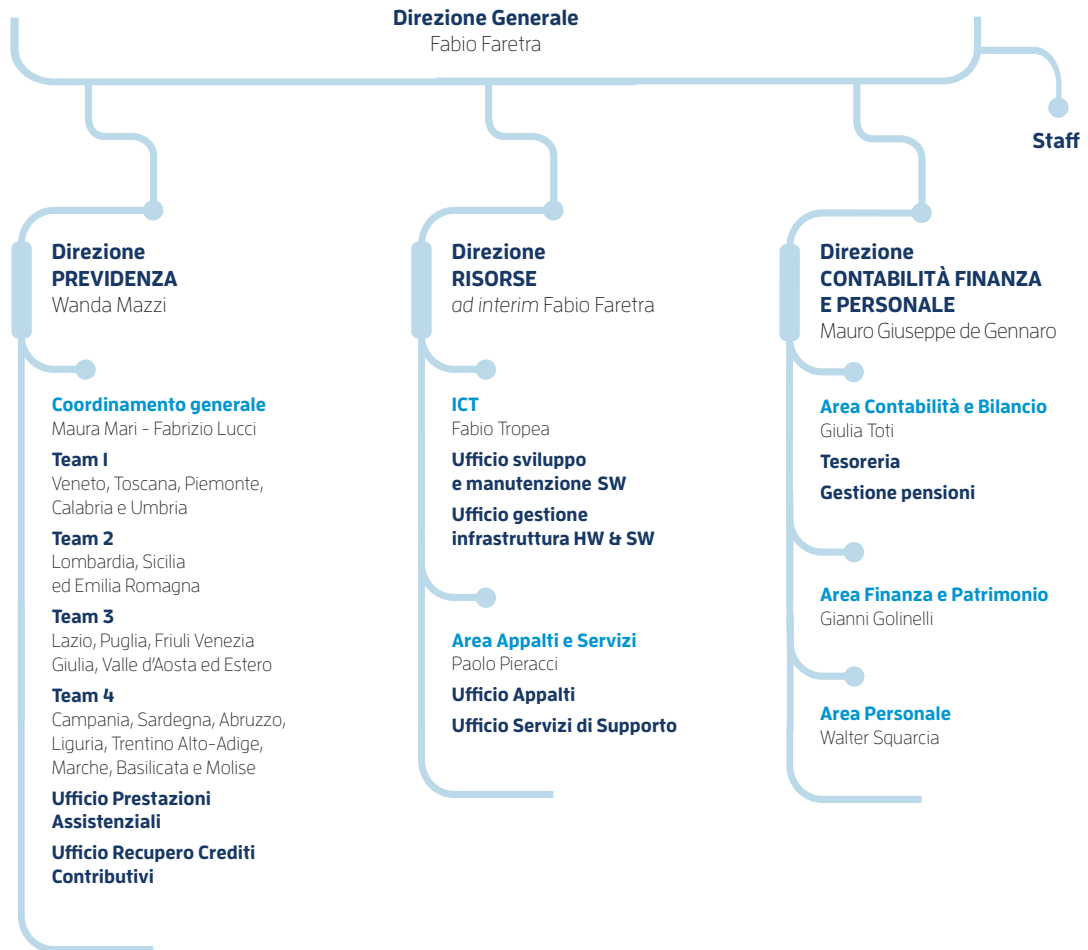 Direzione Generale
Fabio Faretra
Staff
Direzione
PREVIDENZA
Wanda Mazzi
Coordinamento generale
Maura Mari - Fabrizio Lucci
Team 1
Veneto, Toscana, Piemonte,
Calabria e Umbria
Team 2
Lombardia, Sicilia
ed Emilia Romagna
Team 3
Lazio, Puglia, Friuli Venezia
Giulia, Valle d'Aosta ed Estero
Team 4
Campania, Sardegna, Abruzzo,
Liguria, Trentino Alto-Adige,
Marche, Basilicata e Molise
Ufficio Prestazioni
Assistenziali
Ufficio Recupero Crediti
Contributivi
Direzione
RISORSE
ad interim Fabio Faretra
ICT
Fabio Tropea
Ufficio sviluppo
e manutenzione SW
Ufficio gestione
infrastruttura HW & SW
Area Appalti e Servizi
Paolo Pieracci
Ufficio Appalti
Ufficio Servizi di Supporto
Direzione
CONTABILITÀ FINANZA
E PERSONALE
Mauro Giuseppe de Gennaro
Area Contabilità e Bilancio
Giulia Toti
Tesoreria
Gestione pensioni
Area Finanza e Patrimonio
Gianni Golinelli
Area Personale
Walter Squarcia